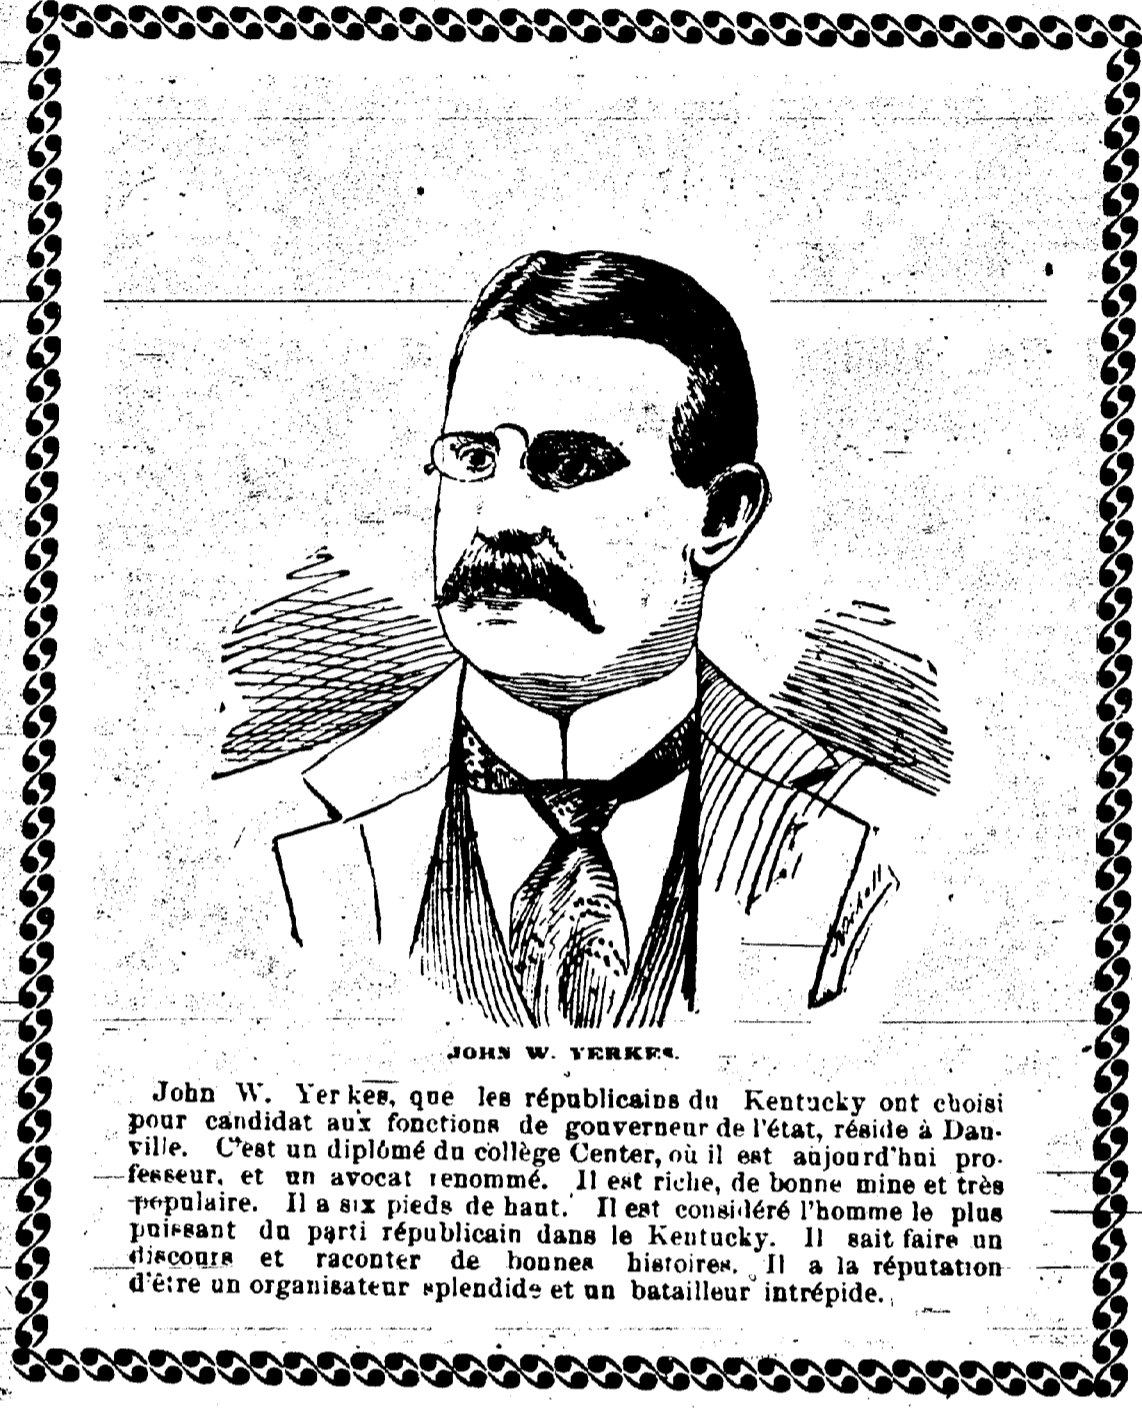 JOHN W. YERKES.
John W. Yerkes, que les républicains du Kentucky ont choisi
pour candidat aux fonctions de gouverneur de l'état, réside à Dan-
ville. C'est un diplômé du collège Center, où il est aujourd'hui pro-
fesseur, et un avocat renommé. Il est riche, de bonne mine et très
populaire. Il a six pieds de haut. Il est considéré l'homme le plus
puissant du parti républicain dans le Kentucky. Il sait faire un
discours et raconter de bonnes histoires. Il a la réputation
d'être un organisateur splendide et un batailleur intrépide.